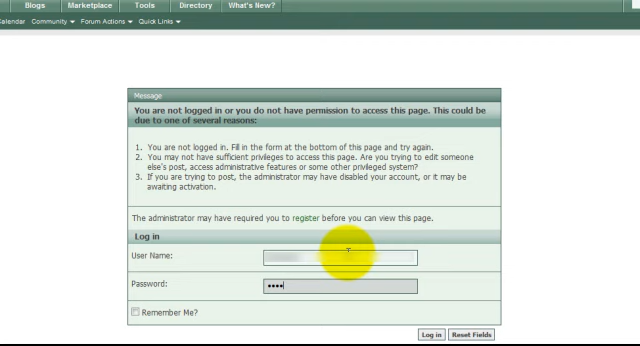 Blogs Marketplace Tools Directory What's New?
Calendar Community Forum Actions Quick Links
Message
You are not logged in or you do not have permission to access this page. This could be
due to one of several reasons:
1. You are not logged in. Fill in the form at the bottom of this page and try again.
2. You may not have sufficient privileges to access this page. Are you trying to edit someone
else's post, access administrative features or some other privileged system?
3. If you are trying to post, the administrator may have disabled your account, or it may be
awaiting activation.
The administrator may have required you to register before you can view this page.
Log in
User Name:
Password:
Remember Me?
Log in Reset Fields